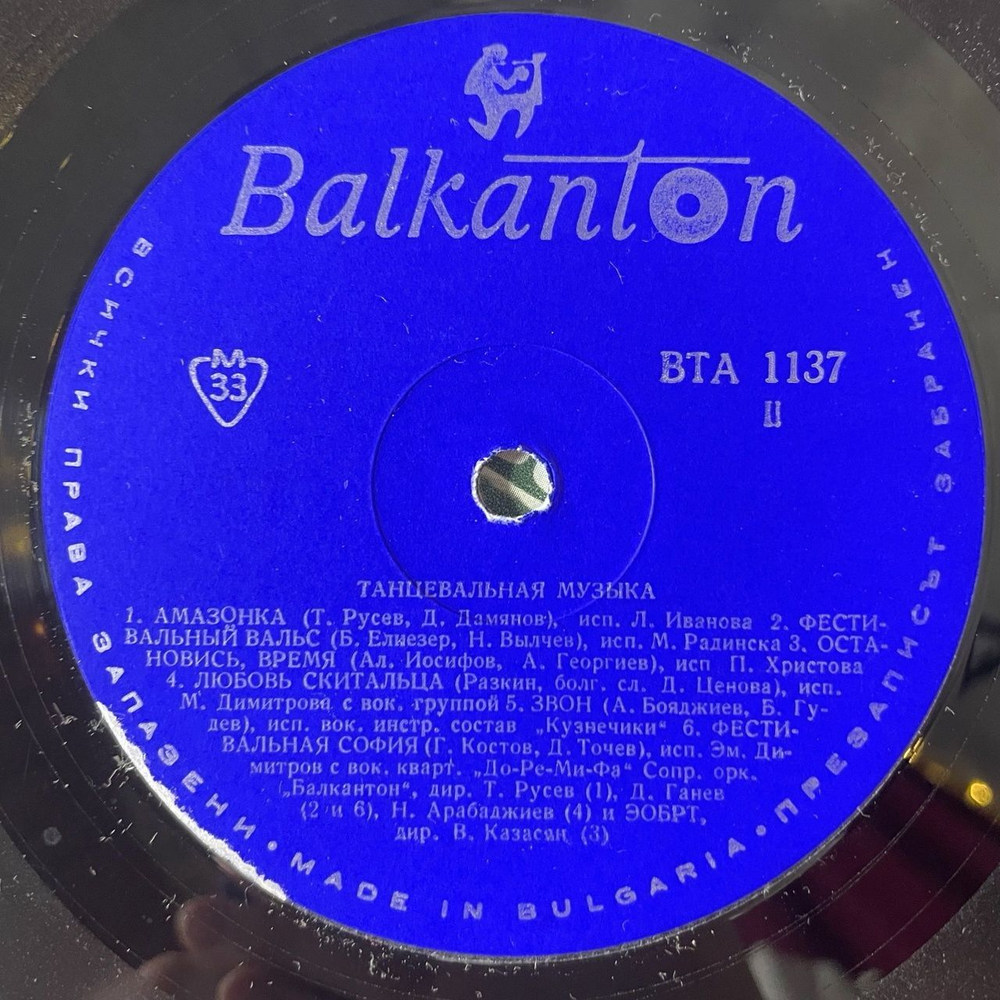 Balkanton
M
33
ВТА 1137
II
ТАНЦЕВАЛЬНАЯ МУЗЫКА
1. АМАЗОНКА (Т. Русев, Д. Дамянов), исп. Л. Иванова 2. ФЕСТИ-
ВАЛЬНЫЙ ВАЛЬС (Б. Елиезер, Н. Вылчев), исп. М. Радинска 3. ОСТА-
НОВИСЬ, ВРЕМЯ (Ал. Иосифов, А. Георгиев), исп П. Христова
4. ЛЮБОВЬ СКИТАЛЬЦА (Разкин, болг. сл. Д. Ценова), исп.
М. Димитрова с вок. группой 5. ЗВОН (А. Бояджиев, Б. Гу-
дев), исп. вок. инстр. состав „Кузнечики“ 6. ФЕСТИ-
ВАЛЬНАЯ СОФИЯ (Г. Костов, Д. Точев), исп. Эм. Ди-
митров с вок. кварт. „До-Ре-Ми-Фа“ Сопр. орк.
„Балкантон“, дир. Т. Русев (1), Д. Ганев
(2 и 6), Н. Арабаджиев (4) и ЭОБРТ,
дир. В. Казасян (3)
ВСИЧКИ ПРАВА ЗАПАЗЕНИ • MADE IN BULGARIA • ПРЕЗАПИСЪТ ЗАБРАНЕН